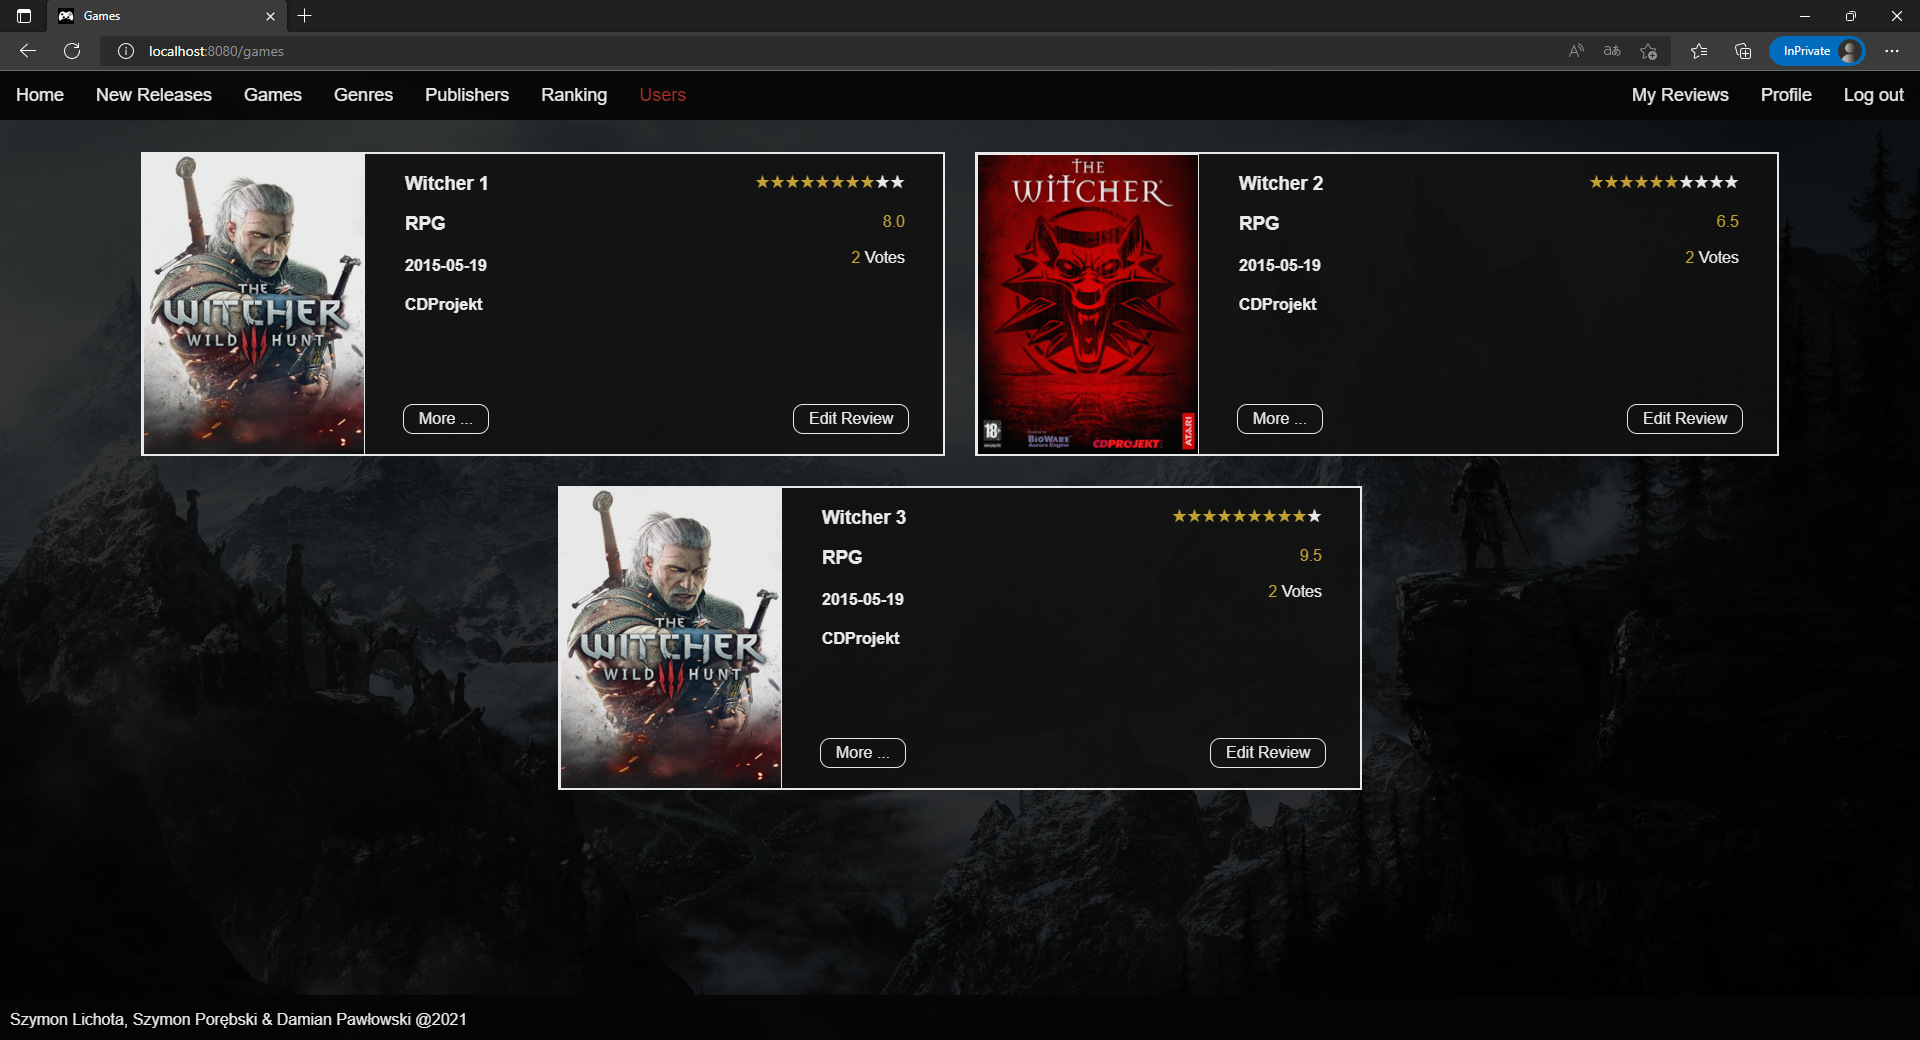 Games
localhost:8080/games
InPrivate
Home New Releases Games Genres Publishers Ranking Users My Reviews Profile Log out
THE
WITCHER
WILD III HUNT
Witcher 1
RPG 8.0
2015-05-19 2 Votes
CDProjekt
More ... Edit Review
THE
WITCHER
18
BIOWARE
Aurora Engine
CDPROJEKT
ATARI
Witcher 2
RPG 6.5
2015-05-19 2 Votes
CDProjekt
More ... Edit Review
THE
WITCHER
WILD III HUNT
Witcher 3
RPG 9.5
2015-05-19 2 Votes
CDProjekt
More ... Edit Review
Szymon Lichota, Szymon Porębski & Damian Pawłowski @2021